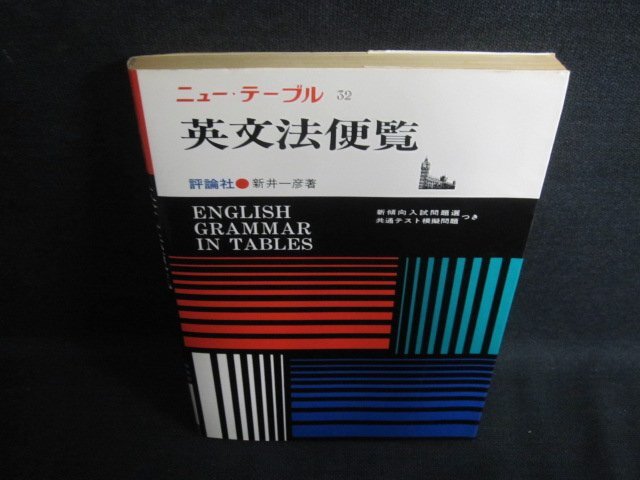 ニュー・テーブル 32
英文法便覧
評論社●新井一彦著
ENGLISH
GRAMMAR
IN TABLES
新傾向入試問題選
共通テスト模擬問題 つき